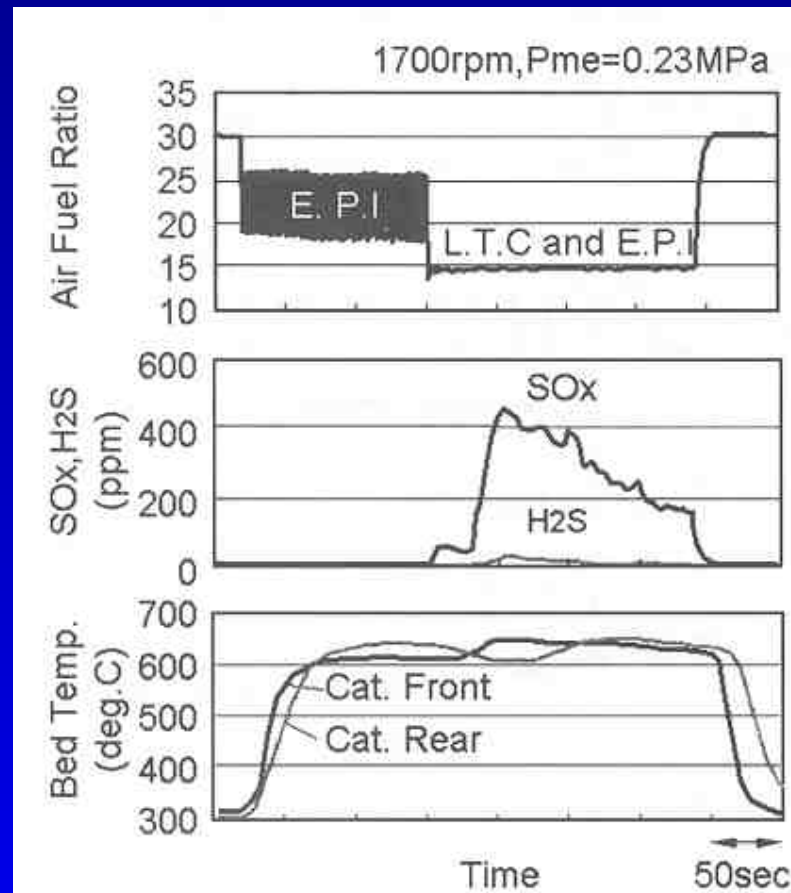 1700rpm,Pme=0.23MPa
Air Fuel Ratio
35
30
25
20
15
10
E. P.I.
L.T.C and E.P.I
SOx,H2S
(ppm)
600
400
200
0
SOx
H2S
Bed Temp.
(deg.C)
700
600
500
400
300
Cat. Front
Cat. Rear
Time
50sec